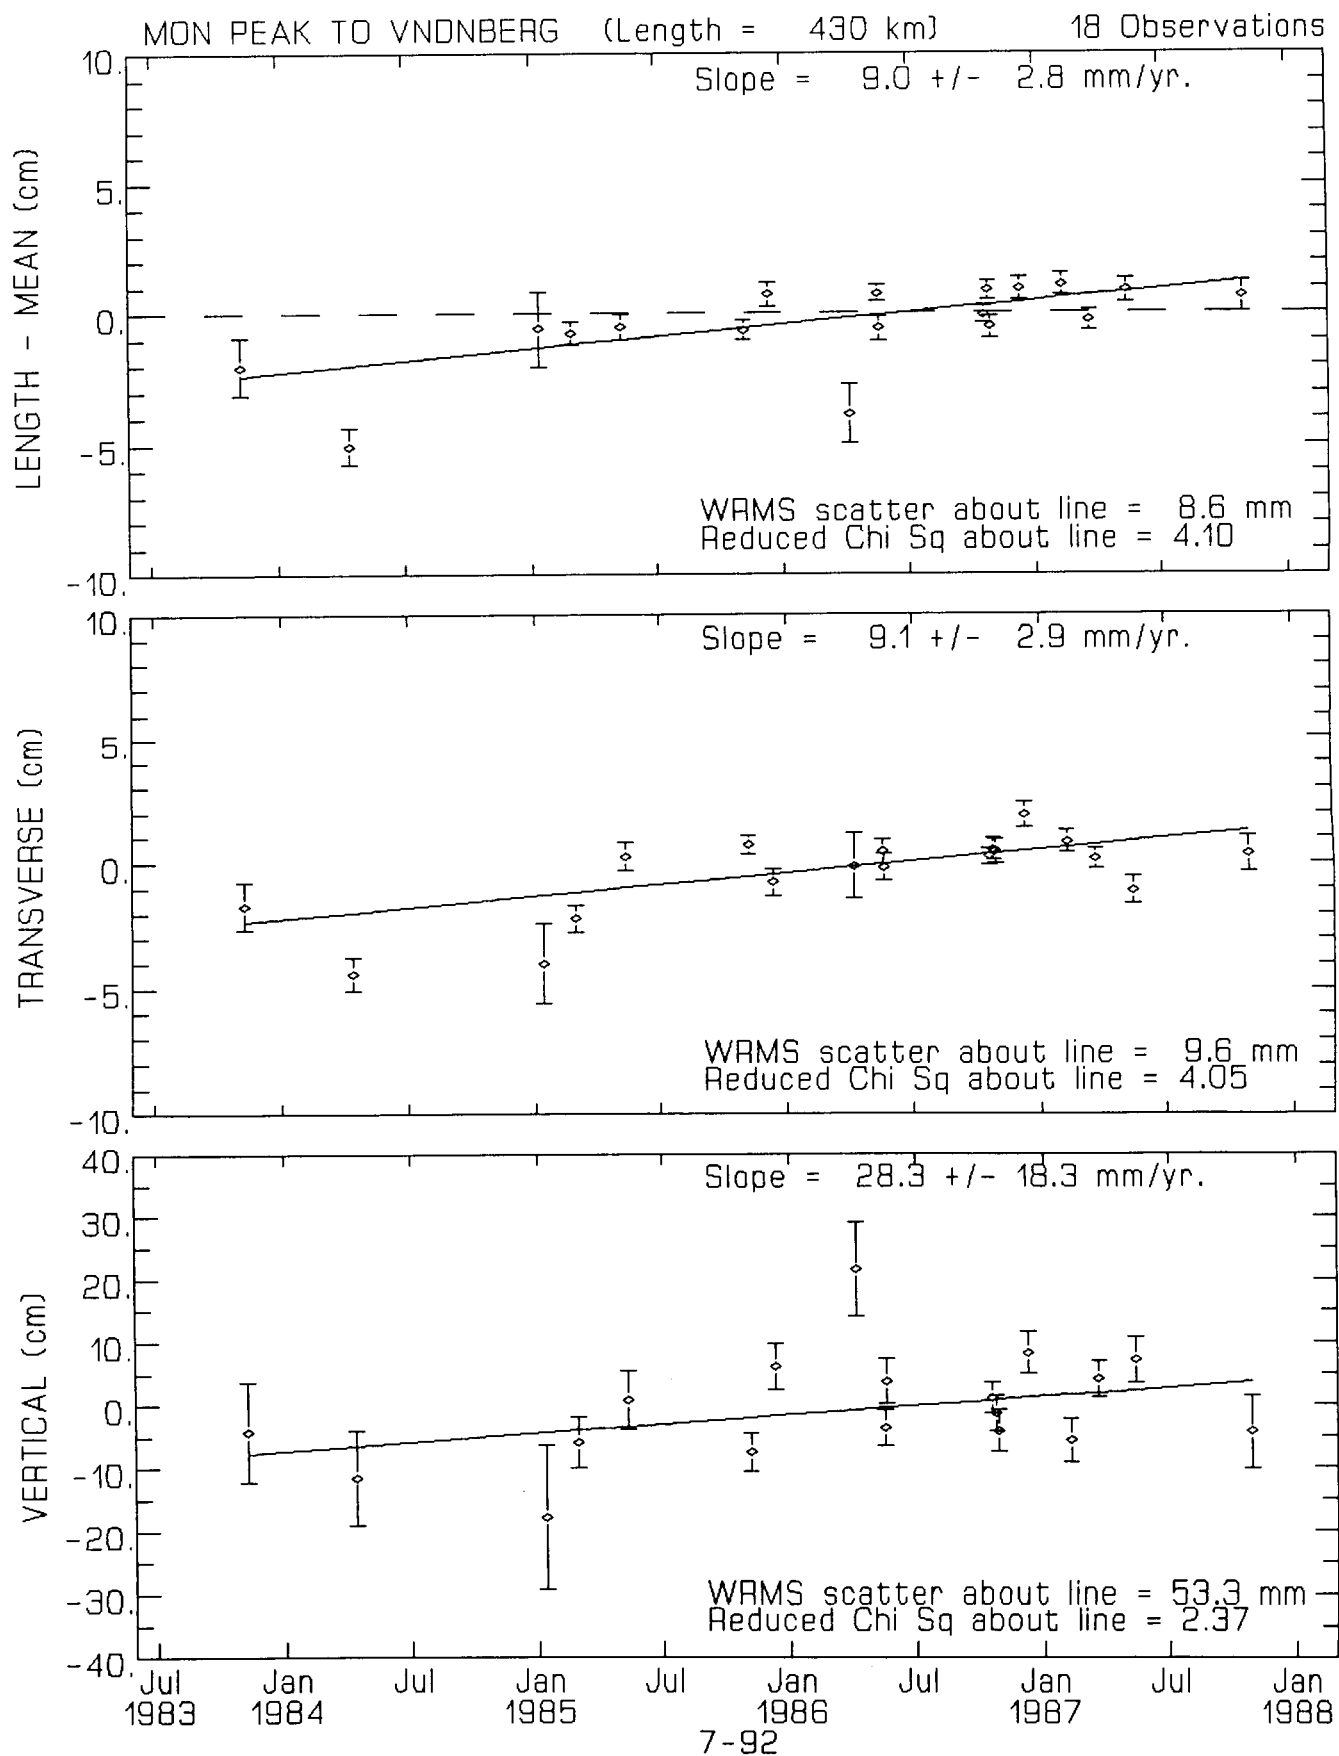 MON PEAK TO VNDNBERG (Length = 430 km) 18 Observations
10.
Slope = 9.0 +/- 2.8 mm/yr.
5.
LENGTH - MEAN (cm)
0.
-5.
WRMS scatter about line = 8.6 mm
Reduced Chi Sq about line = 4.10
-10.
10.
Slope = 9.1 +/- 2.9 mm/yr.
5.
TRANSVERSE (cm)
0.
-5.
WRMS scatter about line = 9.6 mm
Reduced Chi Sq about line = 4.05
-10.
40.
Slope = 28.3 +/- 18.3 mm/yr.
30.
20.
10.
VERTICAL (cm)
0.
-10.
-20.
-30.
WRMS scatter about line = 53.3 mm
Reduced Chi Sq about line = 2.37
-40.
Jul Jan Jul Jan Jul Jan Jul Jan Jul Jan
1983 1984 1985 1986 1987 1988
7-92